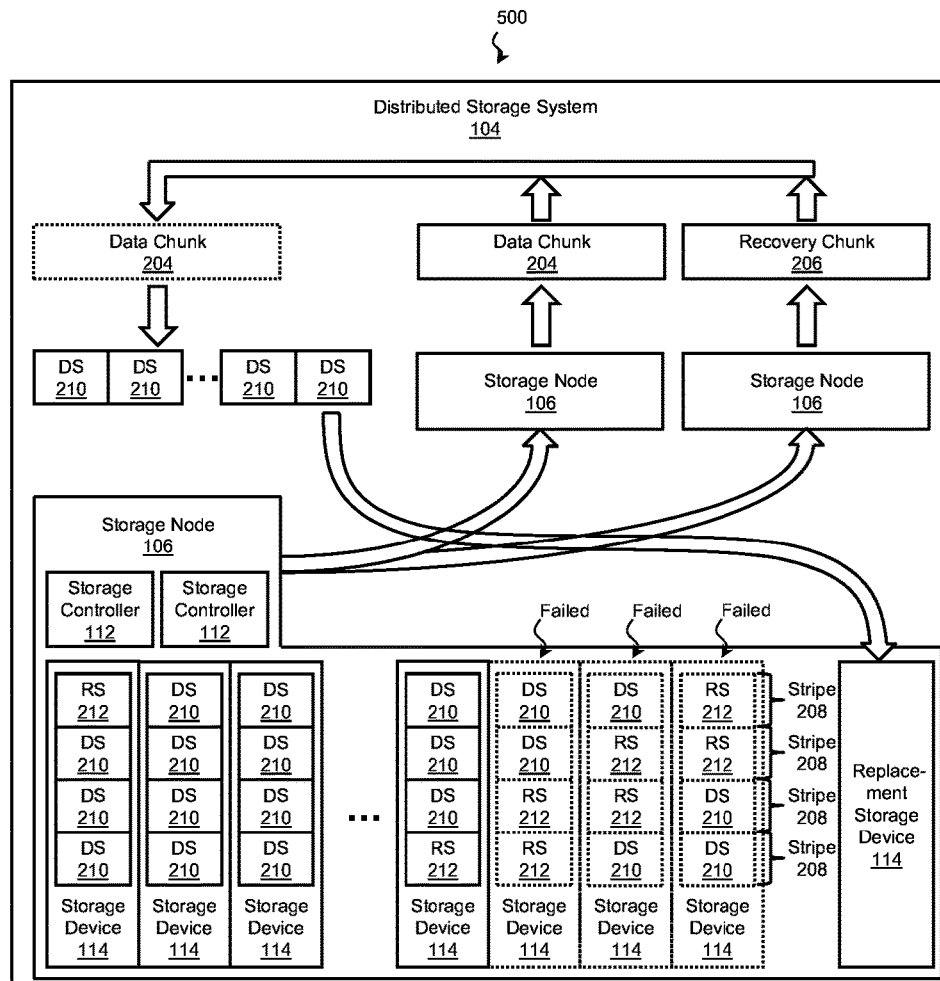 500
Distributed Storage System
104
Data Chunk
204
Data Chunk
204
Recovery Chunk
206
DS
210
DS
210
DS
210
DS
210
Storage Node
106
Storage Node
106
Storage Node
106
Storage
Controller
112
Storage
Controller
112
Failed
Failed
Failed
RS
212
DS
210
DS
210
DS
210
DS
210
DS
210
RS
212
Stripe
208
DS
210
DS
210
DS
210
DS
210
DS
210
RS
212
RS
212
Stripe
208
DS
210
DS
210
DS
210
DS
210
RS
212
RS
212
DS
210
Stripe
208
DS
210
DS
210
DS
210
RS
212
RS
212
DS
210
DS
210
Stripe
208
Storage
Device
114
Storage
Device
114
Storage
Device
114
Storage
Device
114
Storage
Device
114
Storage
Device
114
Storage
Device
114
Replace-
ment
Storage
Device
114